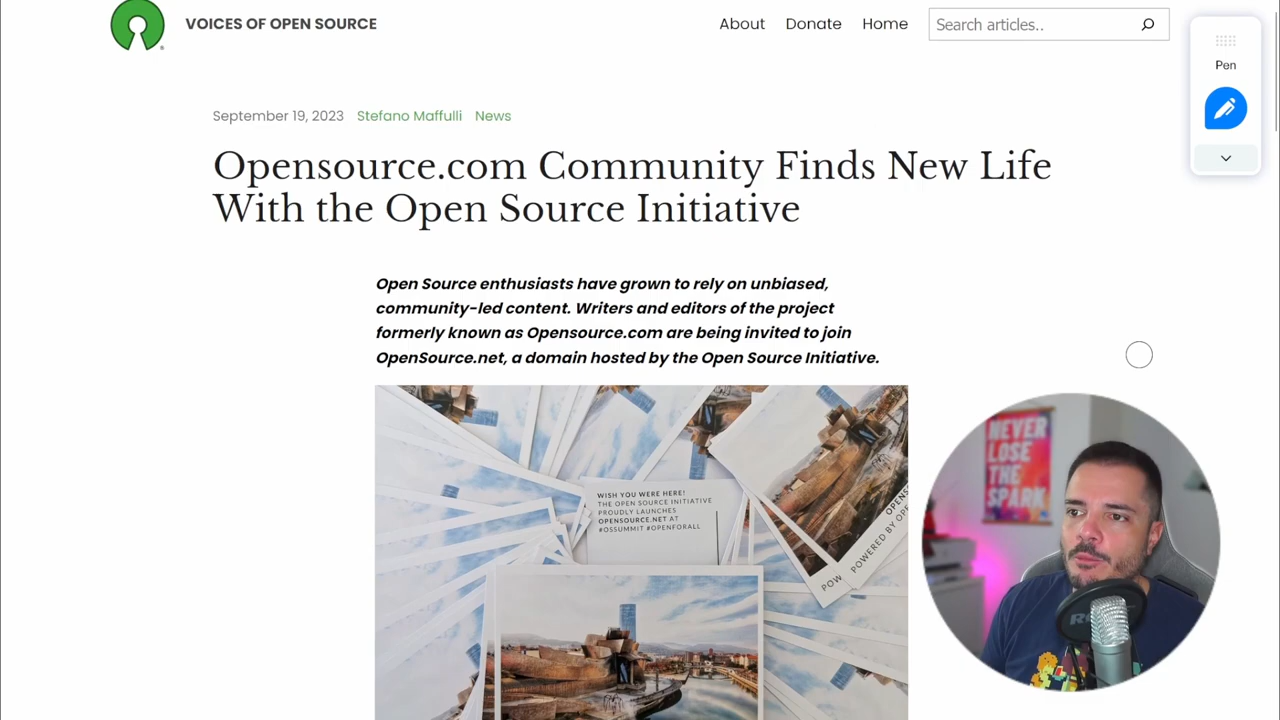 VOICES OF OPEN SOURCE
About Donate Home
Search articles..
Pen
September 19, 2023 Stefano Maffulli News
Opensource.com Community Finds New Life
With the Open Source Initiative
Open Source enthusiasts have grown to rely on unbiased,
community-led content. Writers and editors of the project
formerly known as Opensource.com are being invited to join
OpenSource.net, a domain hosted by the Open Source Initiative.
WISH YOU WERE HERE!
THE OPEN SOURCE INITIATIVE
PROUDLY LAUNCHES
OPENSOURCE.NET AT
#OSSUMMIT #OPENFORALL
OPENS
POWERED BY OPE
POW
NEVER
LOSE
THE
SPARK